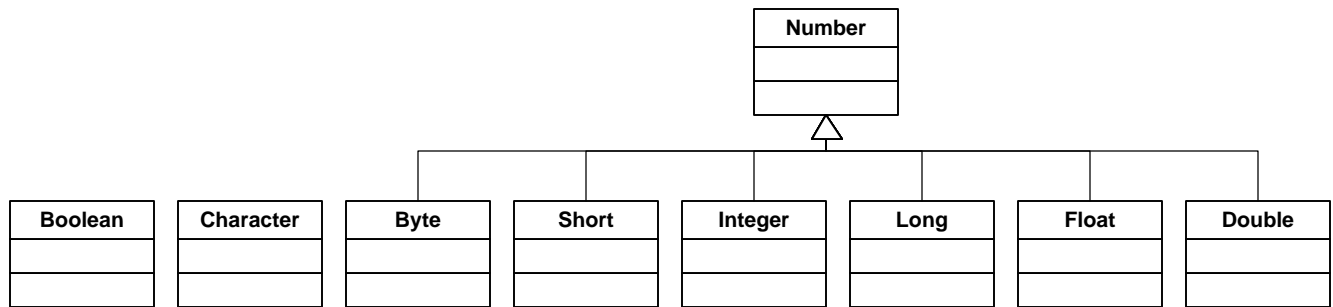 Number
Boolean
Character
Byte
Short
Integer
Long
Float
Double